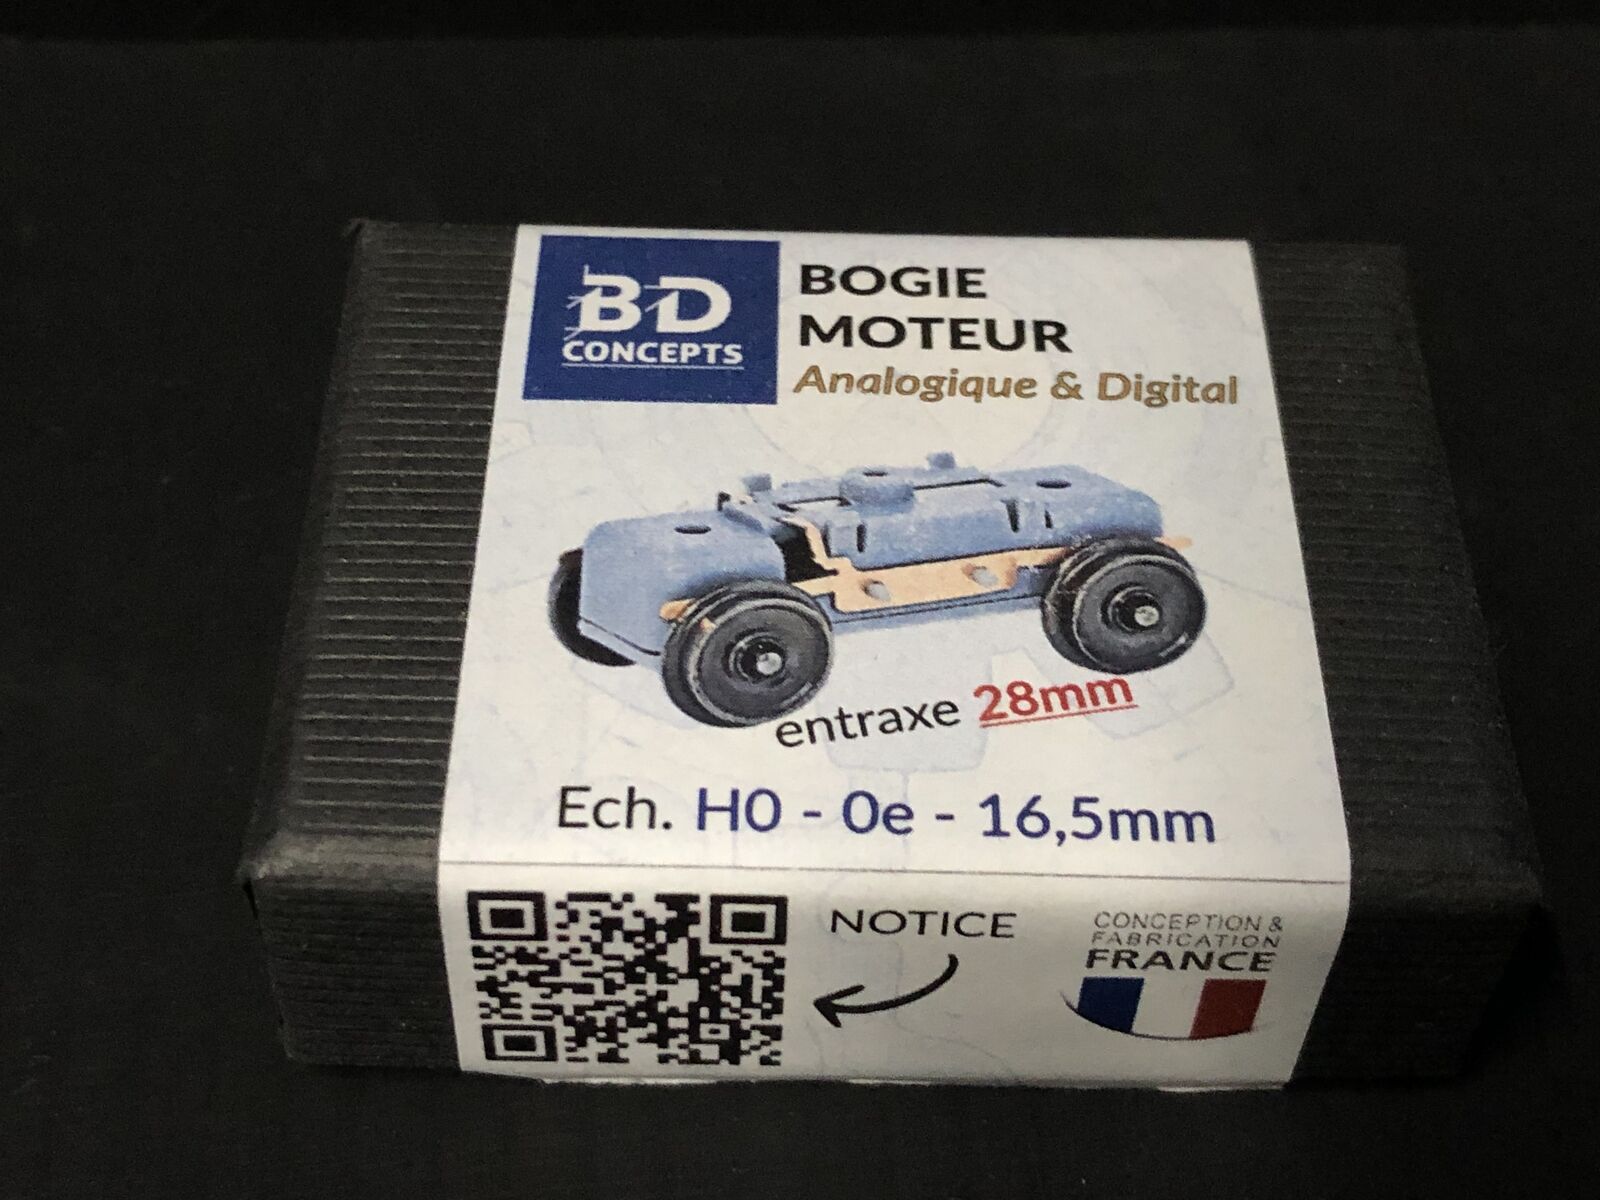 BD
CONCEPTS
BOGIE
MOTEUR
Analogique & Digital
entraxe 28mm
Ech. H0 - 0e - 16,5mm
NOTICE
CONCEPTION &
FABRICATION
FRANCE